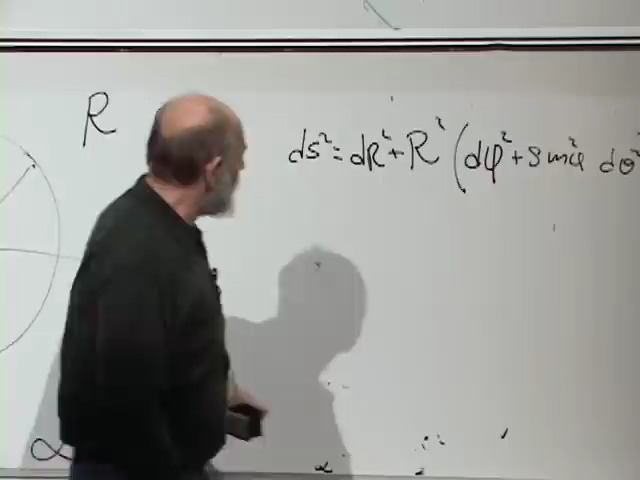 R
ds² = dR² + R² (dφ² + sin²φ dθ²
α